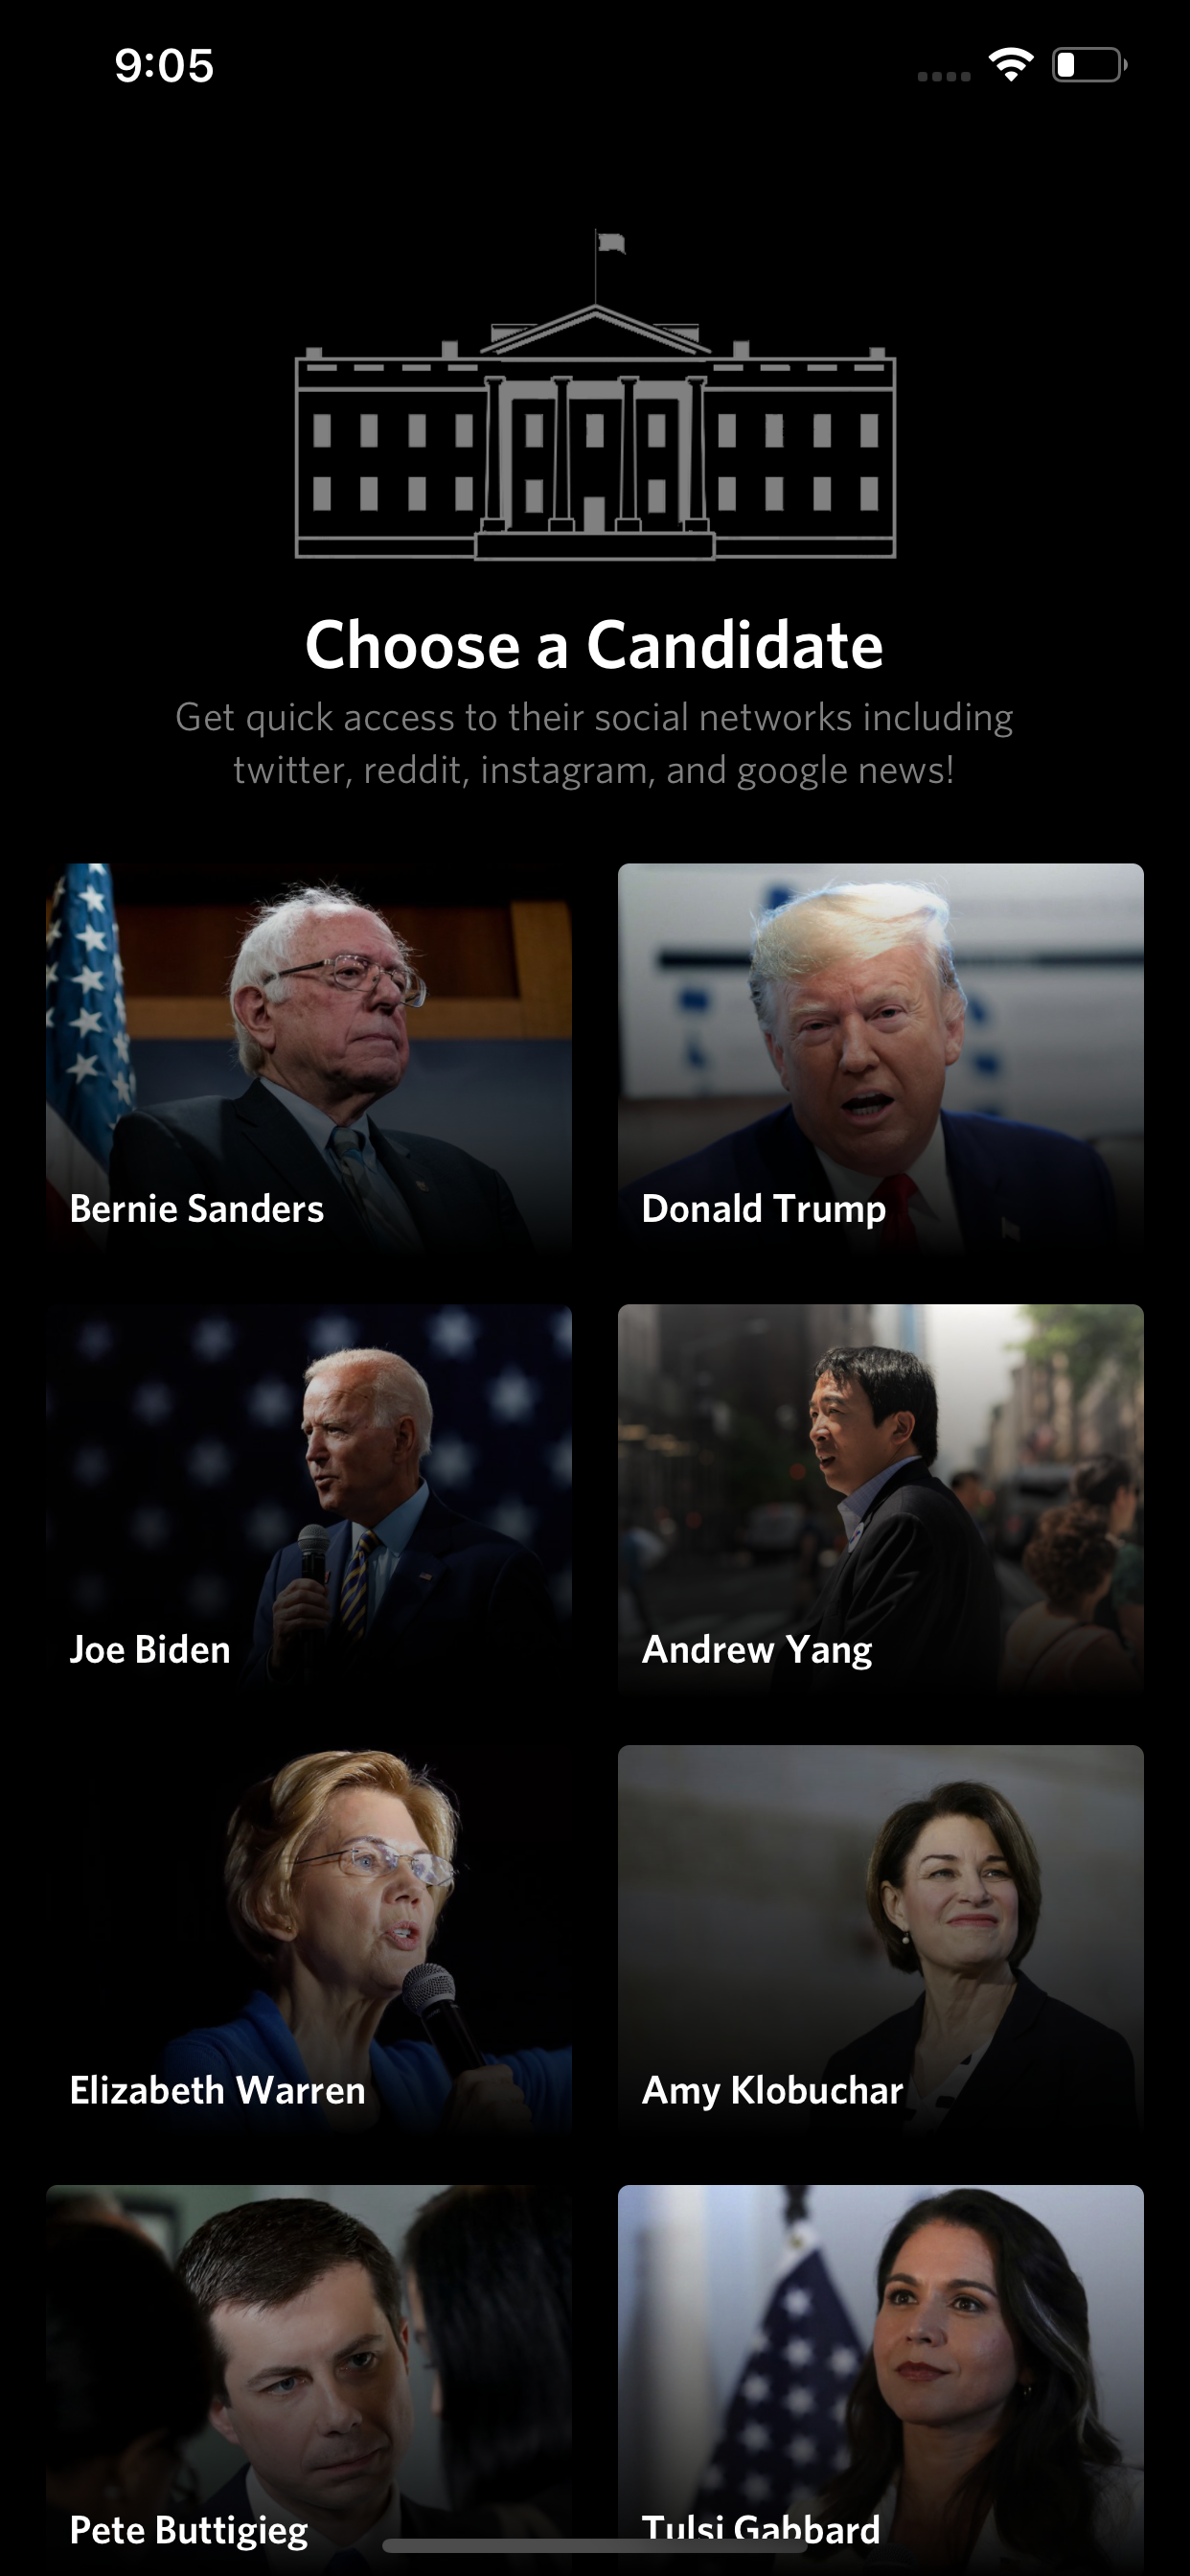 9:05
Choose a Candidate
Get quick access to their social networks including
twitter, reddit, instagram, and google news!
Bernie Sanders
Donald Trump
Joe Biden
Andrew Yang
Elizabeth Warren
Amy Klobuchar
Pete Buttigieg
Tulsi Gabbard